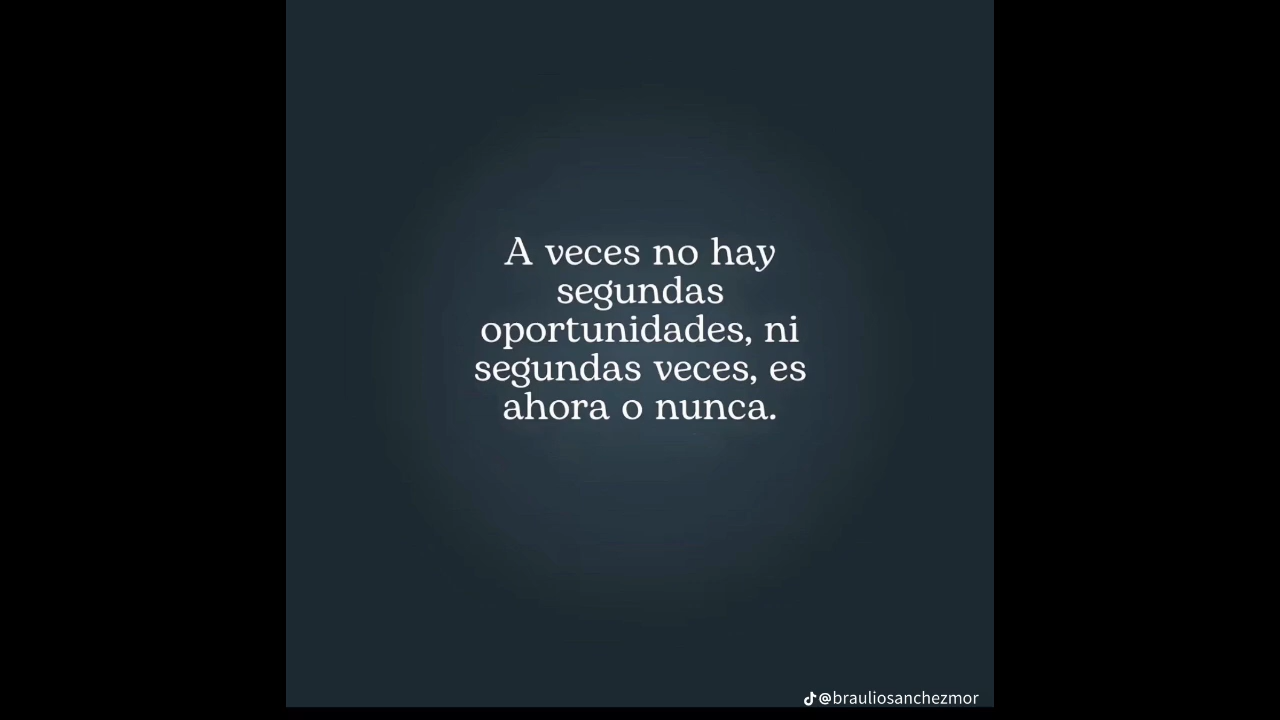 A veces no hay
segundas
oportunidades, ni
segundas veces, es
ahora o nunca.
@brauliosanchezmor